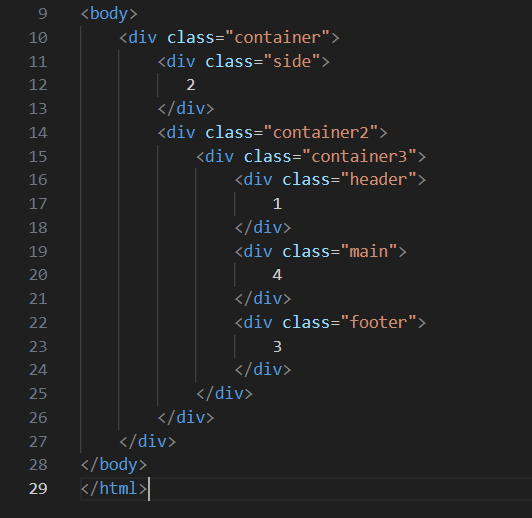 9 <body>
10     <div class="container">
11         <div class="side">
12             2
13         </div>
14         <div class="container2">
15             <div class="container3">
16                 <div class="header">
17                     1
18                 </div>
19                 <div class="main">
20                     4
21                 </div>
22                 <div class="footer">
23                     3
24                 </div>
25             </div>
26         </div>
27     </div>
28 </body>
29 </html>